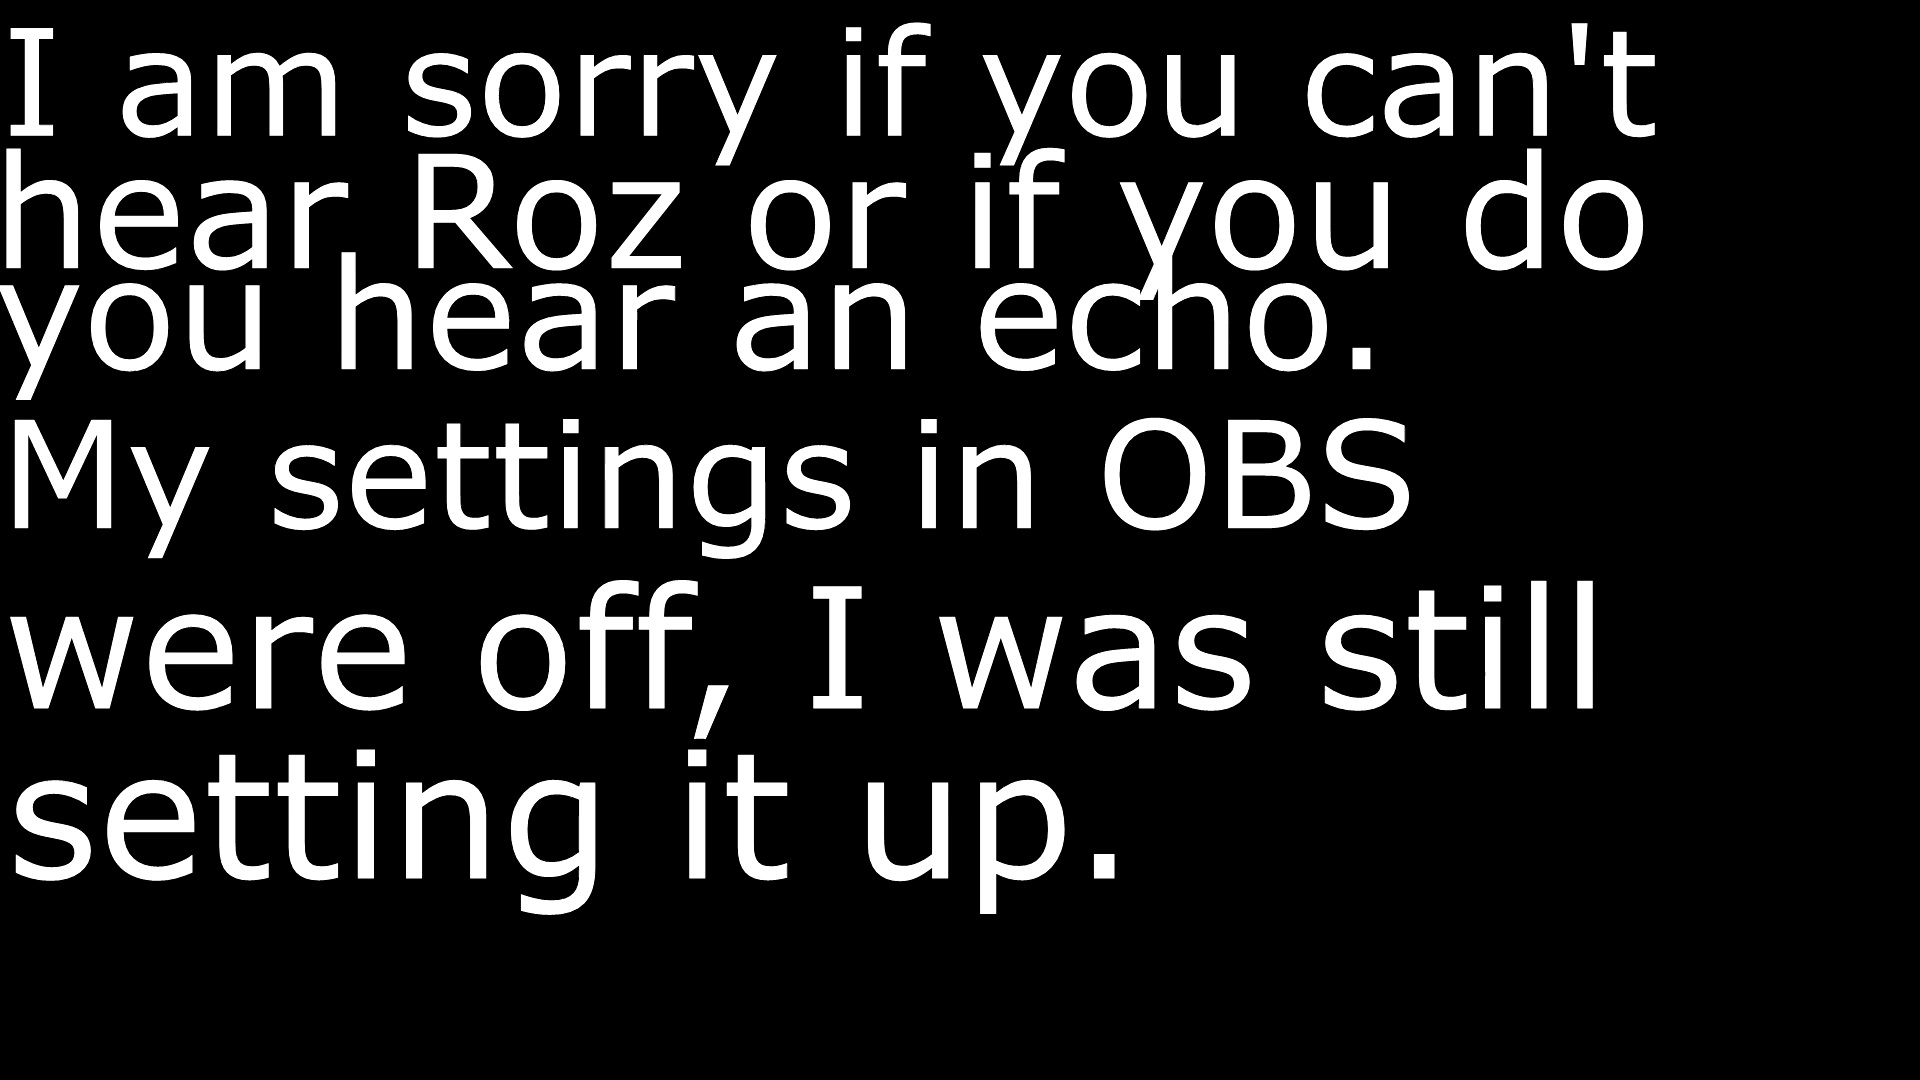 I am sorry if you can't
hear Roz or if you do
you hear an echo.
My settings in OBS
were off, I was still
setting it up.